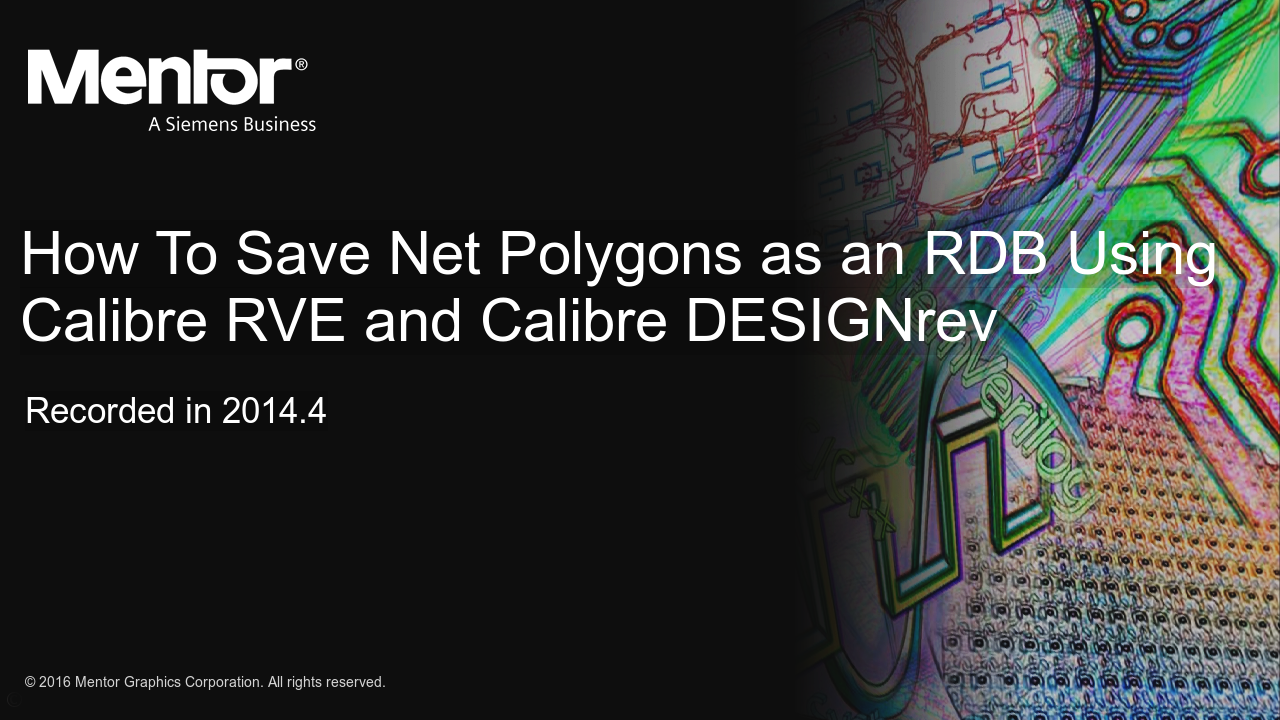 Mentor®
A Siemens Business
How To Save Net Polygons as an RDB Using
Calibre RVE and Calibre DESIGNrev
Recorded in 2014.4
C++
© 2016 Mentor Graphics Corporation. All rights reserved.